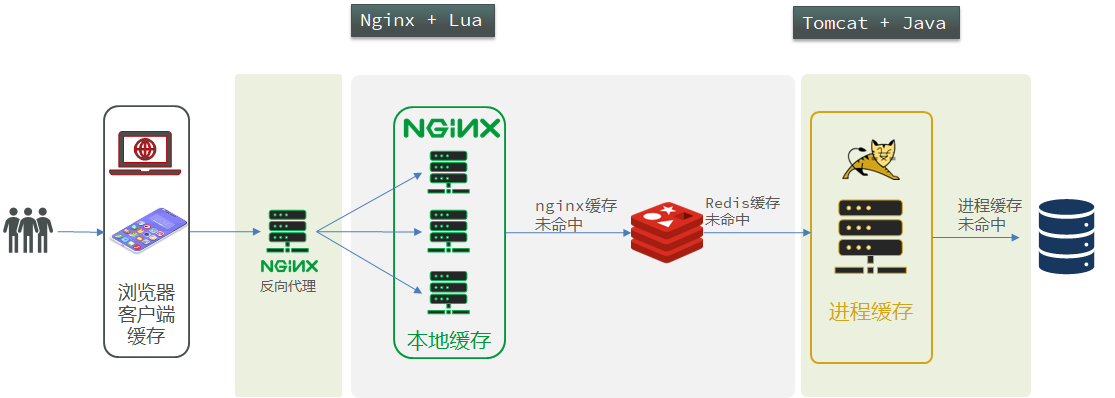 Nginx + Lua
Tomcat + Java
浏览器
客户端
缓存
NGINX
反向代理
NGINX
本地缓存
nginx缓存
未命中
Redis缓存
未命中
进程缓存
进程缓存
未命中